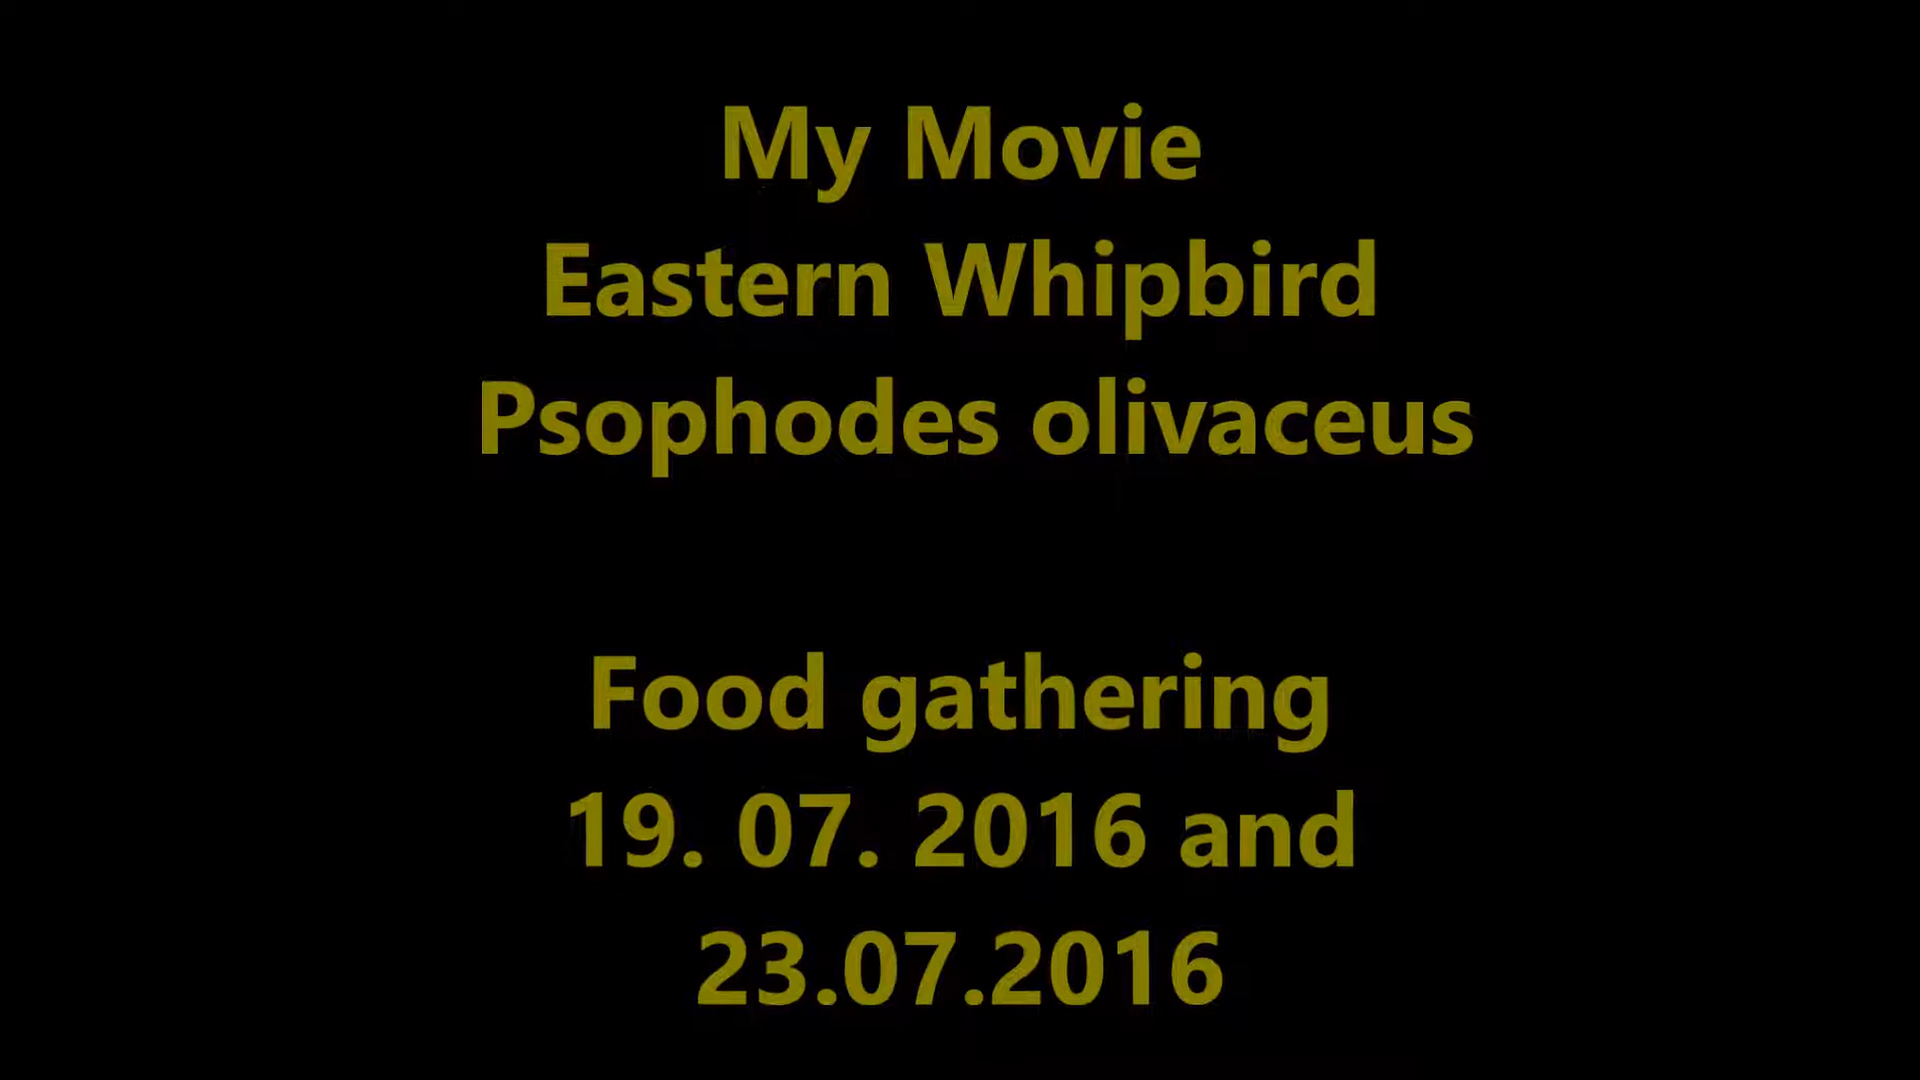 My Movie
Eastern Whipbird
Psophodes olivaceus
Food gathering
19. 07. 2016 and
23.07.2016